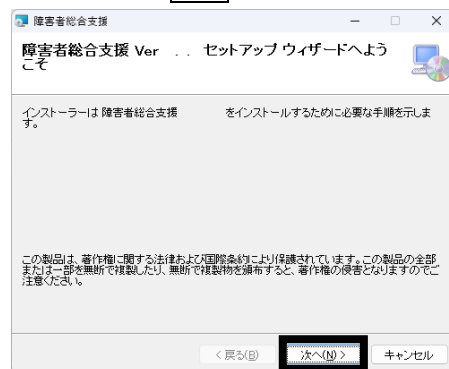 障害者総合支援
障害者総合支援 Ver . . セットアップ ウィザードへよう
こそ
インストーラーは 障害者総合支援 をインストールするために必要な手順を示しま
す。
この製品は、著作権に関する法律および国際条約により保護されています。この製品の全部
または一部を無断で複製したり、無断で複製物を頒布すると、著作権の侵害となりますのでご
注意ください。
< 戻る(B) 次へ(N) > キャンセル